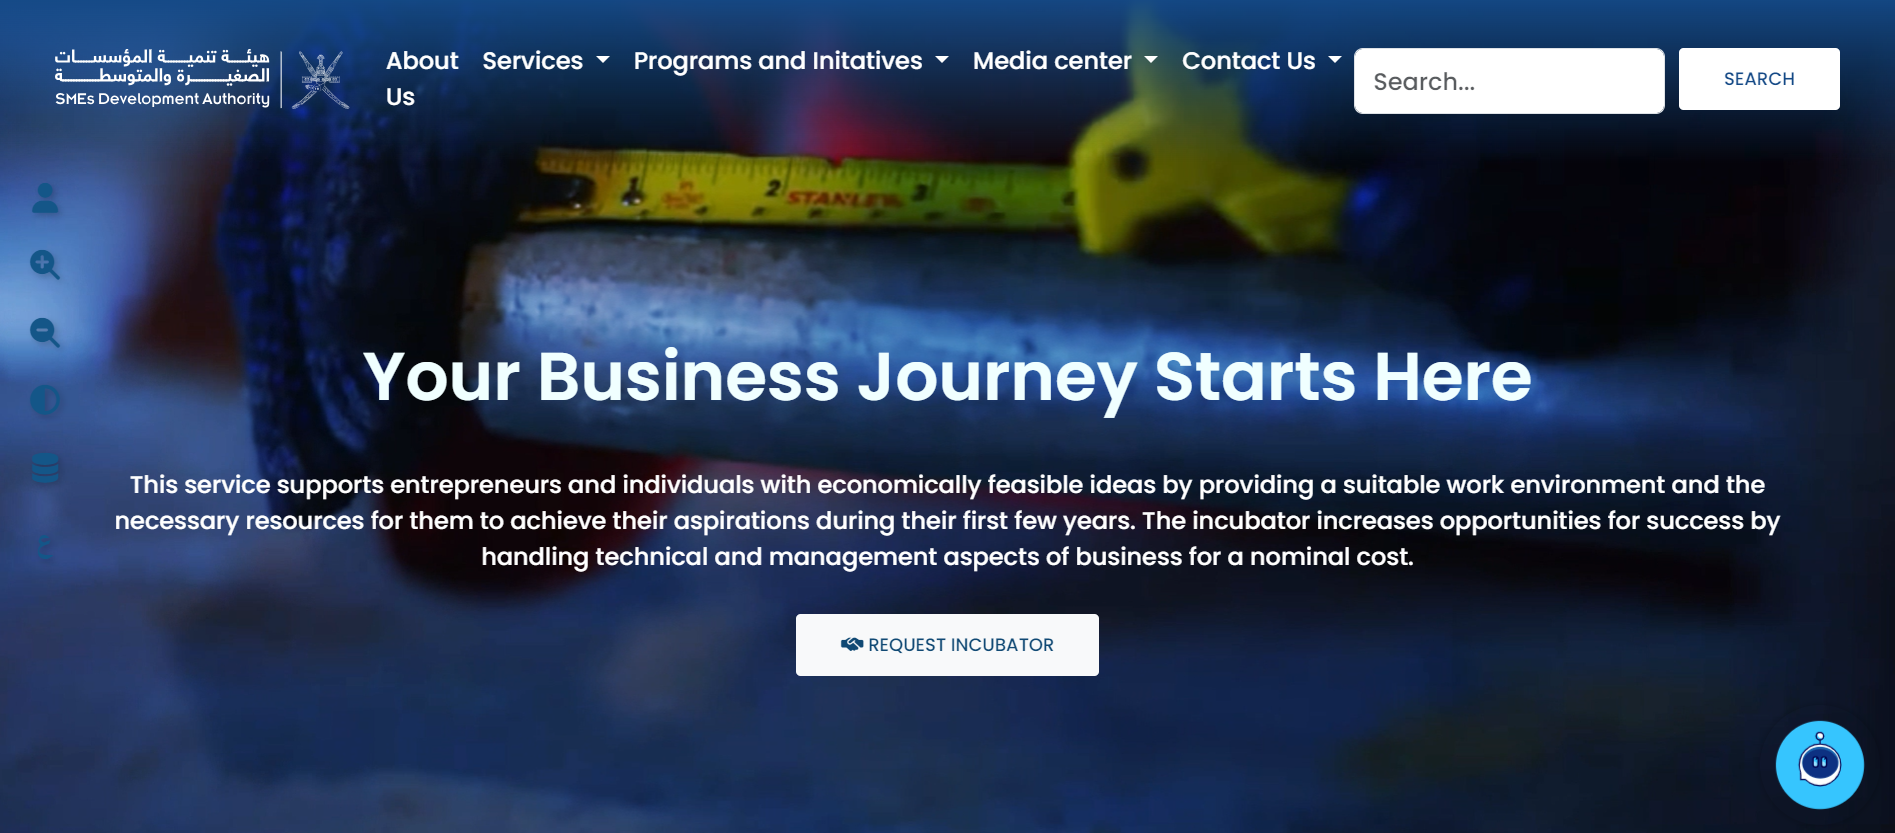 هيئة تنمية المؤسسات
الصغيرة والمتوسطة
SMEs Development Authority
About Us
Services
Programs and Initatives
Media center
Contact Us
Search...
SEARCH
1 2 STANLEY 3
ع
Your Business Journey Starts Here
This service supports entrepreneurs and individuals with economically feasible ideas by providing a suitable work environment and the
necessary resources for them to achieve their aspirations during their first few years. The incubator increases opportunities for success by
handling technical and management aspects of business for a nominal cost.
REQUEST INCUBATOR